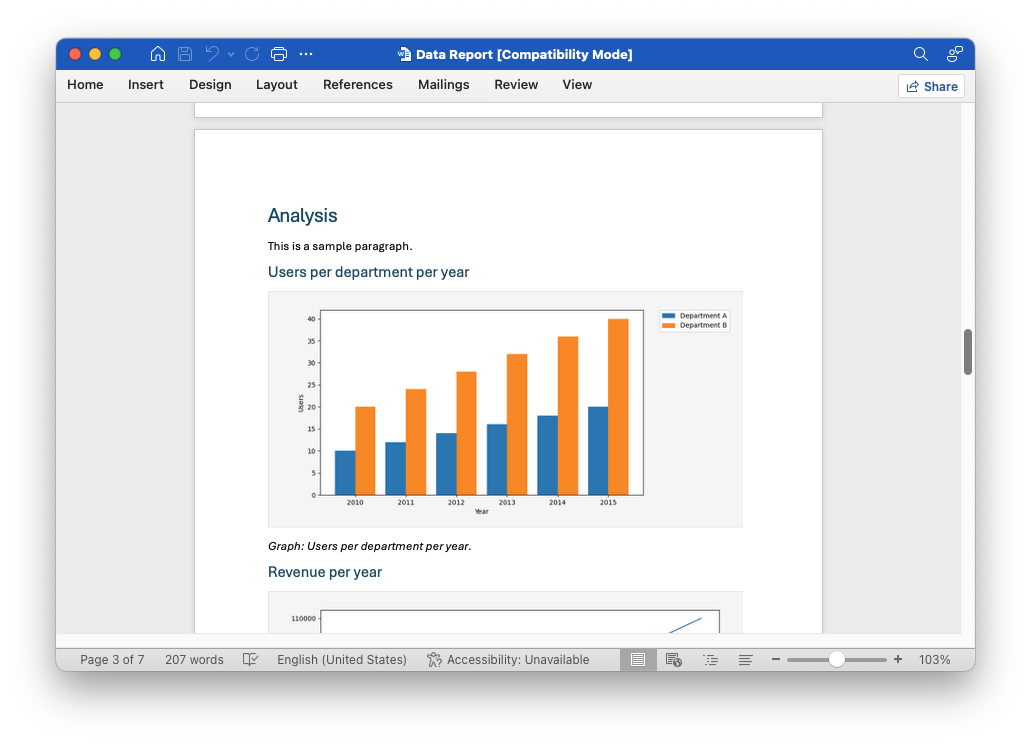 Data Report [Compatibility Mode]
Home Insert Design Layout References Mailings Review View Share
Analysis
This is a sample paragraph.
Users per department per year
Department A
Department B
40
35
30
25
20
15
10
5
0
Users
2010 2011 2012 2013 2014 2015
Year
Graph: Users per department per year.
Revenue per year
110000
Page 3 of 7 207 words English (United States) Accessibility: Unavailable 103%